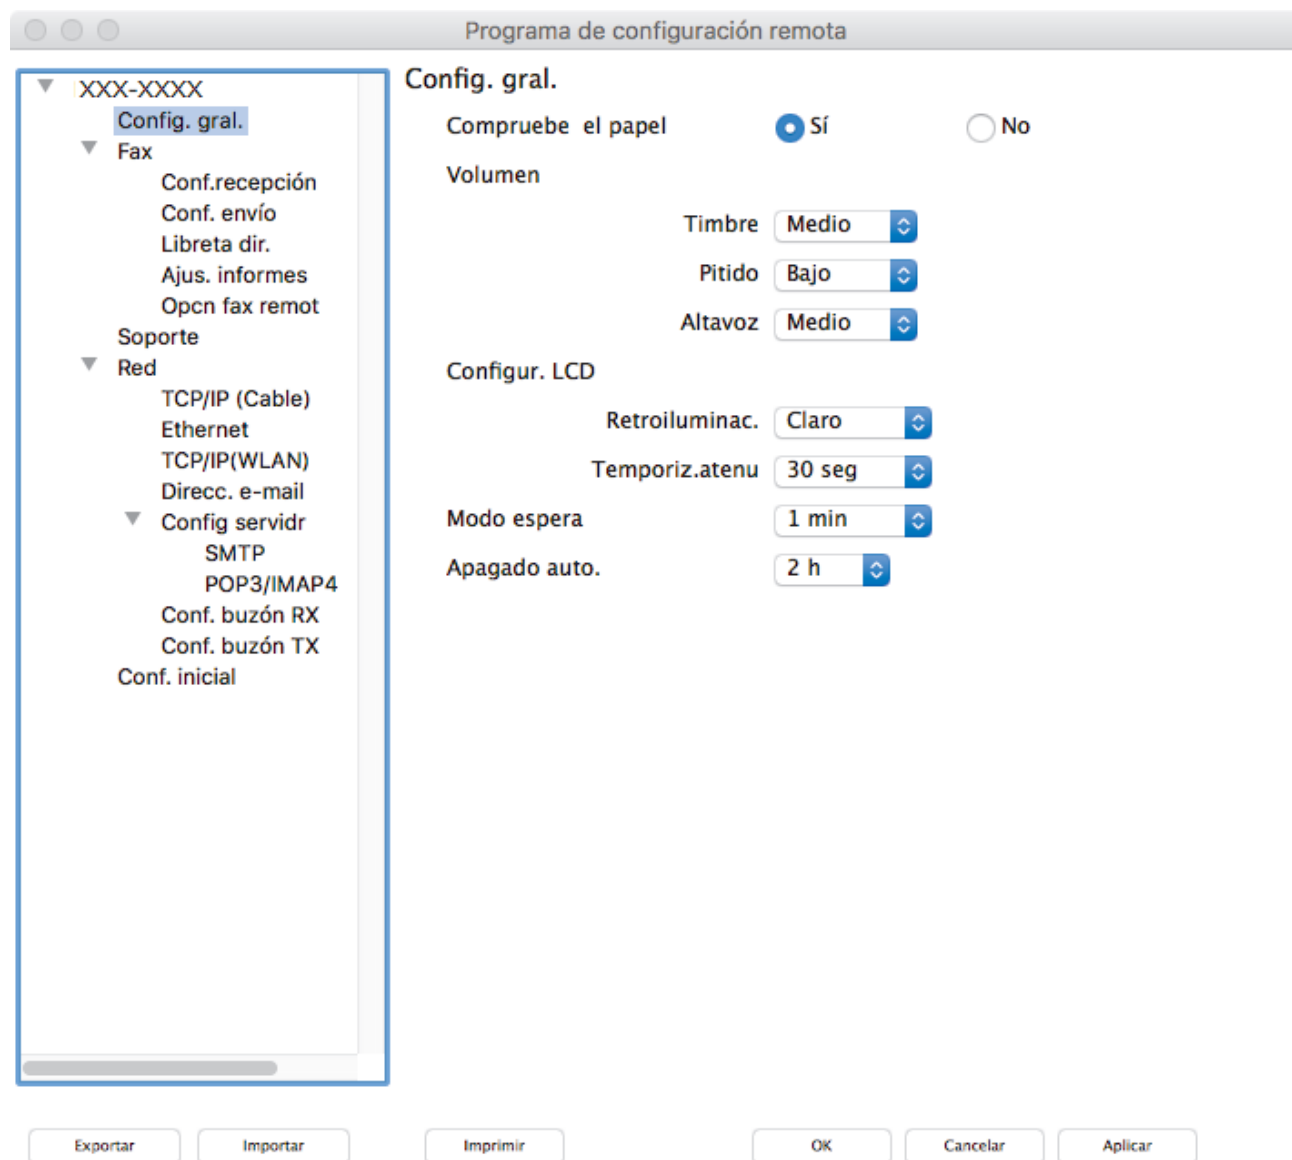 Programa de configuración remota
XXX-XXXX
Config. gral.
Fax
Conf.recepción
Conf. envío
Libreta dir.
Ajus. informes
Opcn fax remot
Soporte
Red
TCP/IP (Cable)
Ethernet
TCP/IP(WLAN)
Direcc. e-mail
Config servidr
SMTP
POP3/IMAP4
Conf. buzón RX
Conf. buzón TX
Conf. inicial
Config. gral.
Compruebe el papel Sí No
Volumen
Timbre Medio
Pitido Bajo
Altavoz Medio
Configur. LCD
Retroiluminac. Claro
Temporiz.atenu 30 seg
Modo espera 1 min
Apagado auto. 2 h
Exportar Importar Imprimir OK Cancelar Aplicar